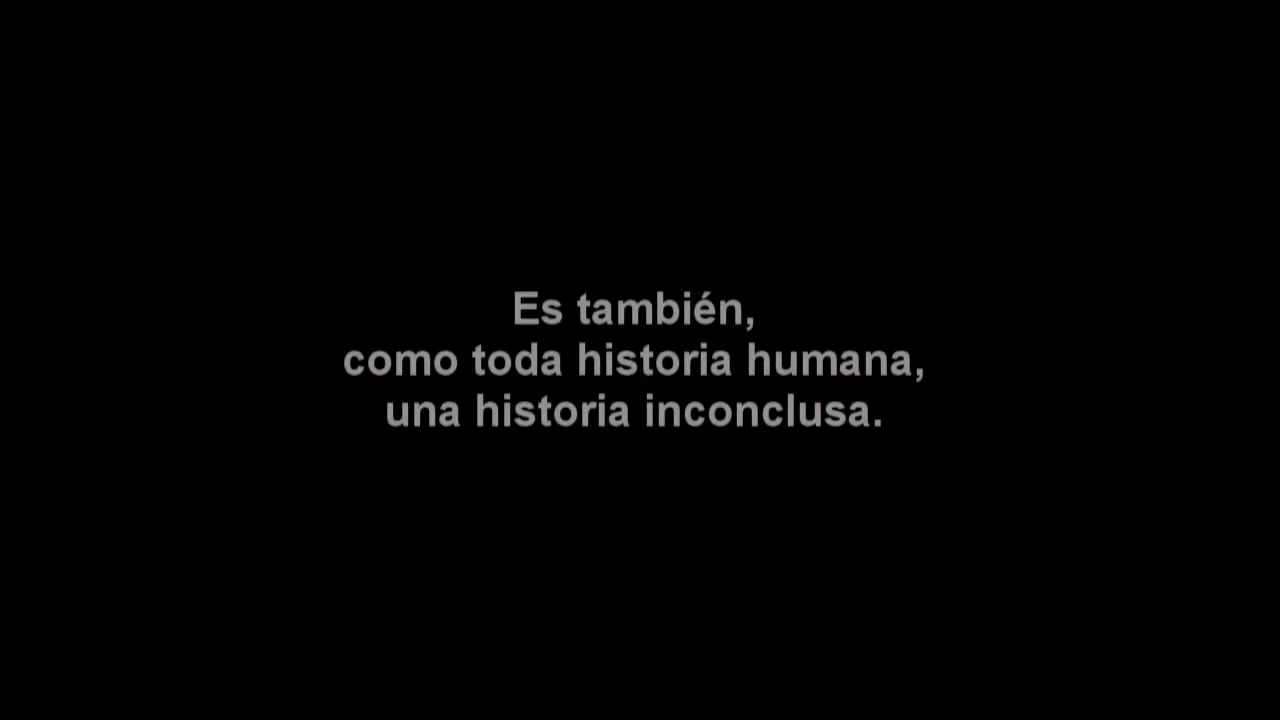 Es también,
como toda historia humana,
una historia inconclusa.